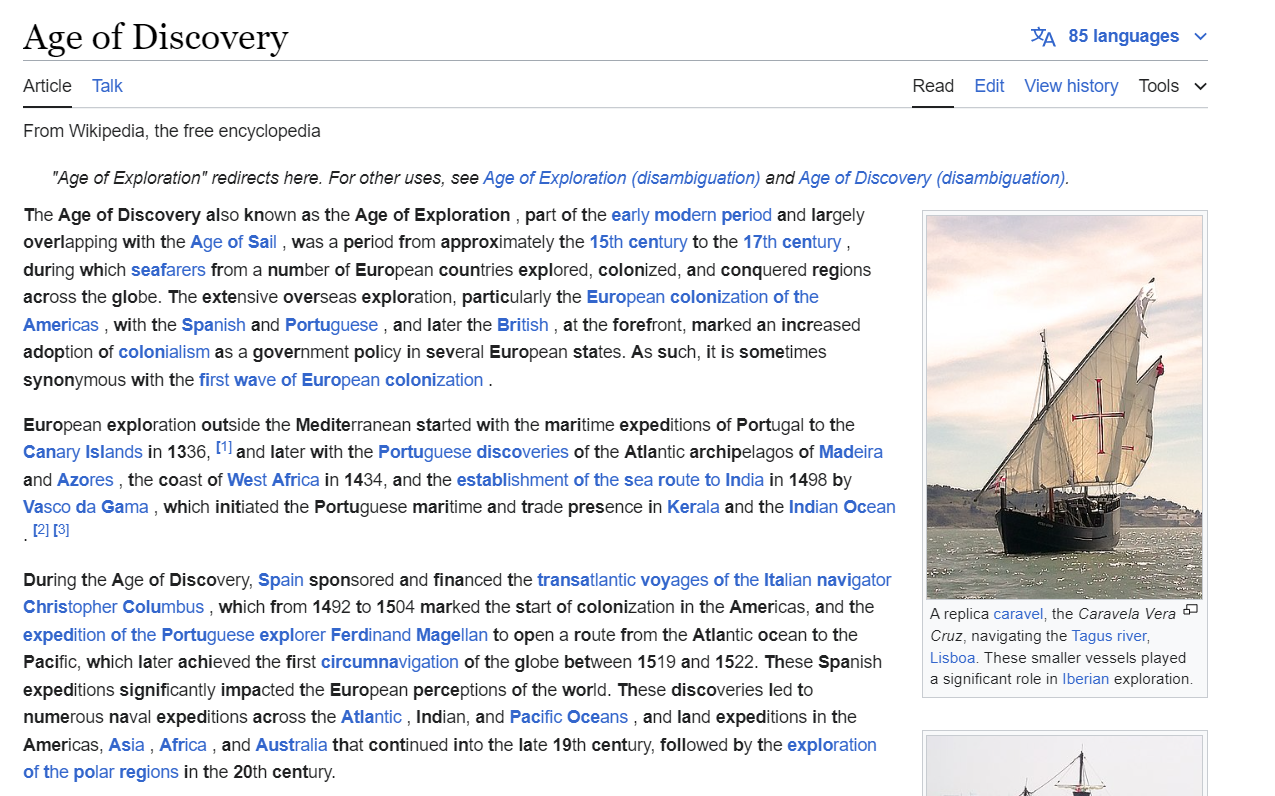 Age of Discovery
85 languages
Article Talk Read Edit View history Tools
From Wikipedia, the free encyclopedia
"Age of Exploration" redirects here. For other uses, see Age of Exploration (disambiguation) and Age of Discovery (disambiguation).
The Age of Discovery also known as the Age of Exploration , part of the early modern period and largely
overlapping with the Age of Sail , was a period from approximately the 15th century to the 17th century ,
during which seafarers from a number of European countries explored, colonized, and conquered regions
across the globe. The extensive overseas exploration, particularly the European colonization of the
Americas , with the Spanish and Portuguese , and later the British , at the forefront, marked an increased
adoption of colonialism as a government policy in several European states. As such, it is sometimes
synonymous with the first wave of European colonization .
European exploration outside the Mediterranean started with the maritime expeditions of Portugal to the
Canary Islands in 1336, [1] and later with the Portuguese discoveries of the Atlantic archipelagos of Madeira
and Azores , the coast of West Africa in 1434, and the establishment of the sea route to India in 1498 by
Vasco da Gama , which initiated the Portuguese maritime and trade presence in Kerala and the Indian Ocean
. [2] [3]
During the Age of Discovery, Spain sponsored and financed the transatlantic voyages of the Italian navigator
Christopher Columbus , which from 1492 to 1504 marked the start of colonization in the Americas, and the
expedition of the Portuguese explorer Ferdinand Magellan to open a route from the Atlantic ocean to the
Pacific, which later achieved the first circumnavigation of the globe between 1519 and 1522. These Spanish
expeditions significantly impacted the European perceptions of the world. These discoveries led to
numerous naval expeditions across the Atlantic , Indian, and Pacific Oceans , and land expeditions in the
Americas, Asia , Africa , and Australia that continued into the late 19th century, followed by the exploration
of the polar regions in the 20th century.
A replica caravel, the Caravela Vera
Cruz, navigating the Tagus river,
Lisboa. These smaller vessels played
a significant role in Iberian exploration.